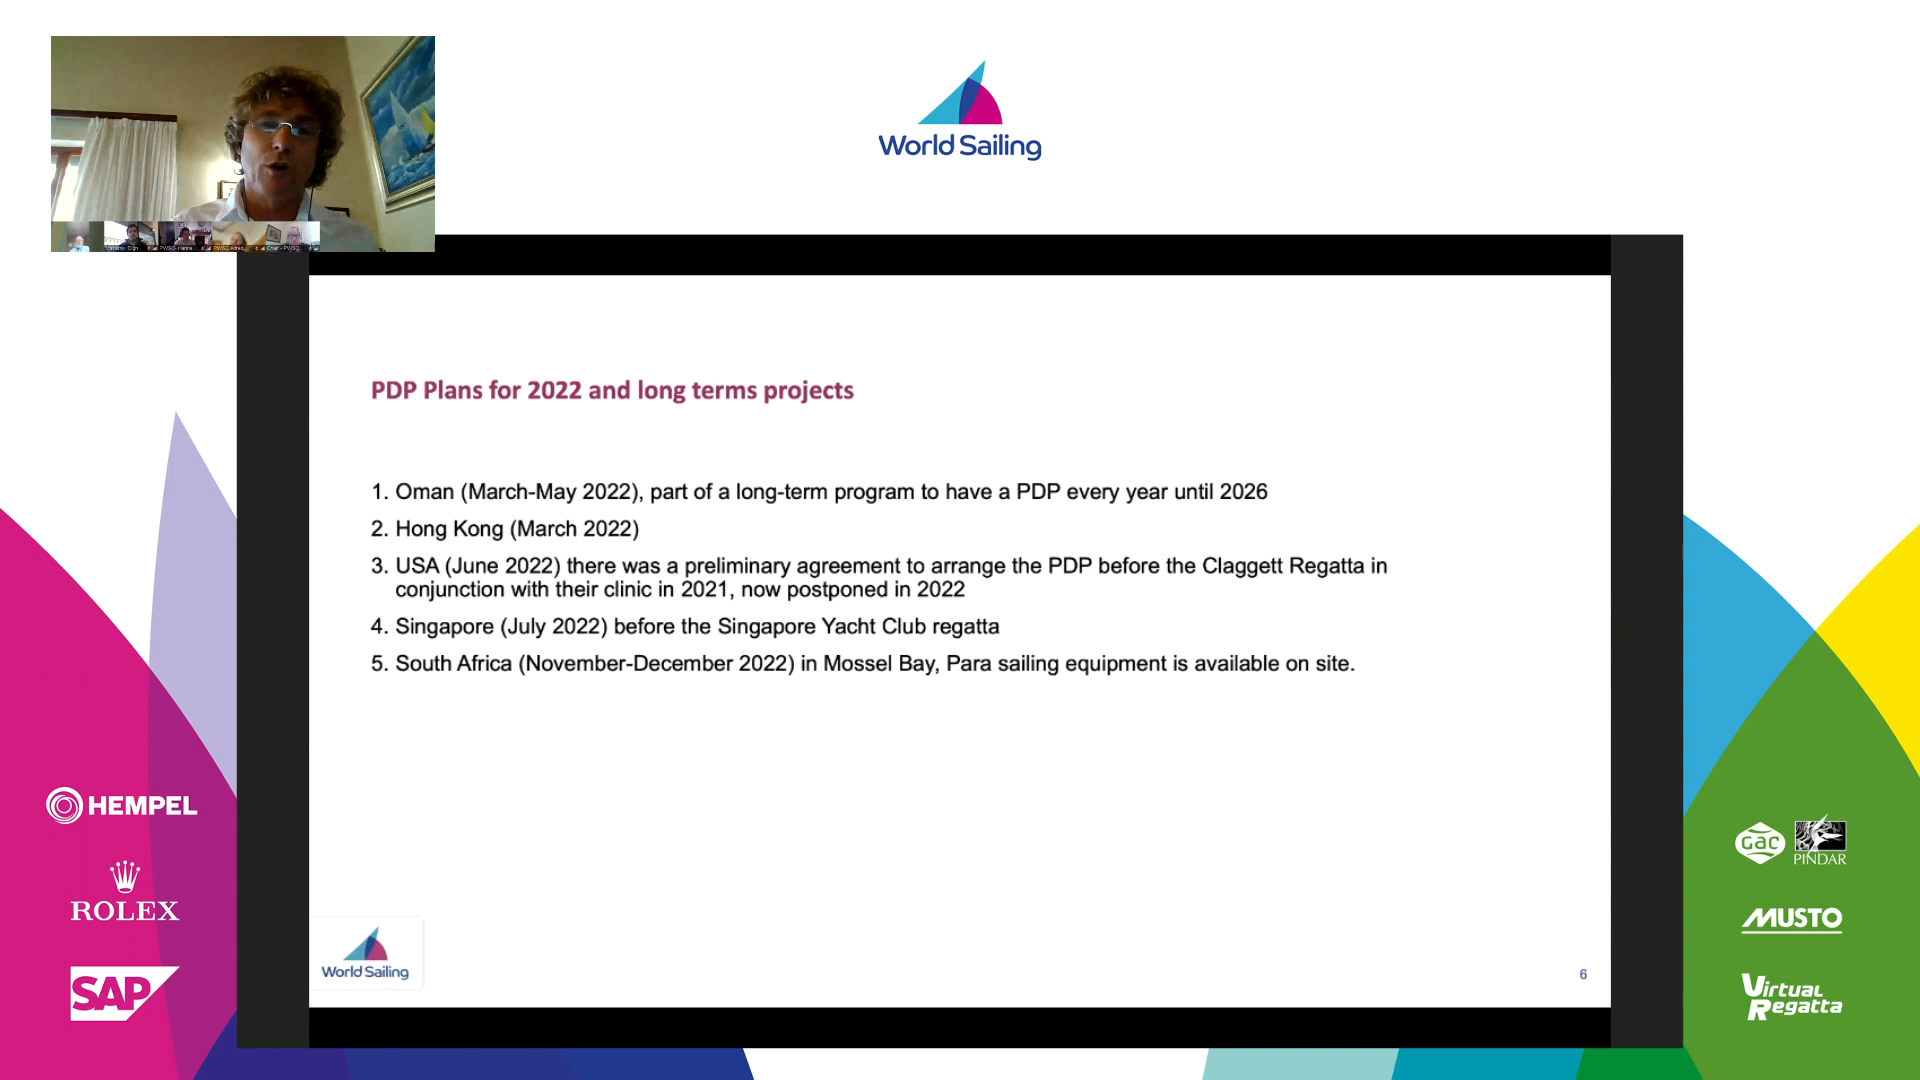 World Sailing
PDP Plans for 2022 and long terms projects
1. Oman (March-May 2022), part of a long-term program to have a PDP every year until 2026
2. Hong Kong (March 2022)
3. USA (June 2022) there was a preliminary agreement to arrange the PDP before the Claggett Regatta in
conjunction with their clinic in 2021, now postponed in 2022
4. Singapore (July 2022) before the Singapore Yacht Club regatta
5. South Africa (November-December 2022) in Mossel Bay, Para sailing equipment is available on site.
World Sailing
6
HEMPEL
ROLEX
SAP
GAC
PINDAR
MUSTO
Virtual
Regatta